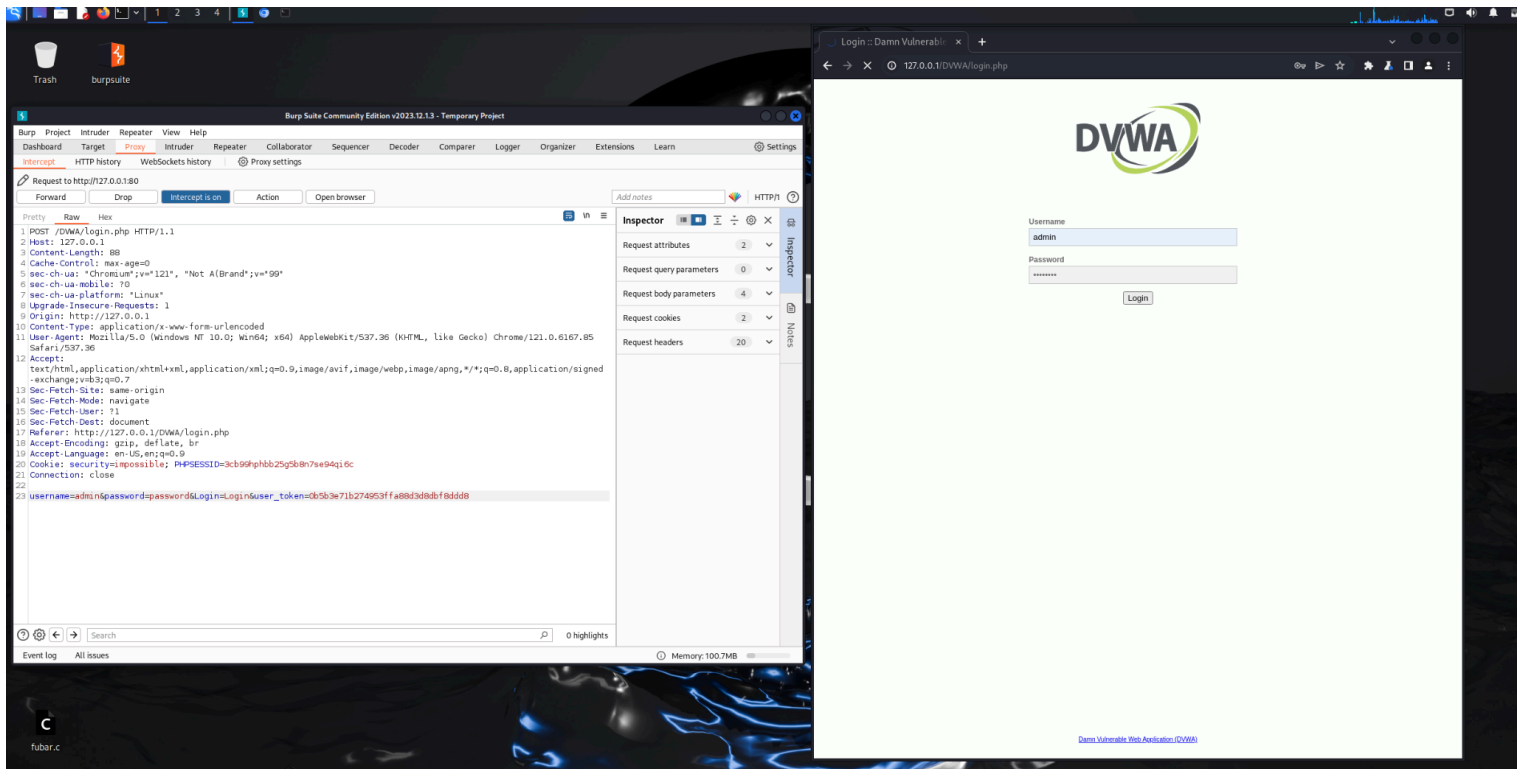 1 2 3 4
Trash
burpsuite
Burp Suite Community Edition v2023.12.1.3 - Temporary Project
Burp Project Intruder Repeater View Help
Dashboard Target Proxy Intruder Repeater Collaborator Sequencer Decoder Comparer Logger Organizer Extensions Learn Settings
Intercept HTTP history WebSockets history Proxy settings
Request to http://127.0.0.1:80
Forward Drop Intercept is on Action Open browser Add notes HTTP/1
Pretty Raw Hex \n
1 POST /DVWA/login.php HTTP/1.1
2 Host: 127.0.0.1
3 Content-Length: 88
4 Cache-Control: max-age=0
5 sec-ch-ua: "Chromium";v="121", "Not A(Brand";v="99"
6 sec-ch-ua-mobile: ?0
7 sec-ch-ua-platform: "Linux"
8 Upgrade-Insecure-Requests: 1
9 Origin: http://127.0.0.1
10 Content-Type: application/x-www-form-urlencoded
11 User-Agent: Mozilla/5.0 (Windows NT 10.0; Win64; x64) AppleWebKit/537.36 (KHTML, like Gecko) Chrome/121.0.6167.85
Safari/537.36
12 Accept:
text/html,application/xhtml+xml,application/xml;q=0.9,image/avif,image/webp,image/apng,*/*;q=0.8,application/signed
-exchange;v=b3;q=0.7
13 Sec-Fetch-Site: same-origin
14 Sec-Fetch-Mode: navigate
15 Sec-Fetch-User: ?1
16 Sec-Fetch-Dest: document
17 Referer: http://127.0.0.1/DVWA/login.php
18 Accept-Encoding: gzip, deflate, br
19 Accept-Language: en-US,en;q=0.9
20 Cookie: security=impossible; PHPSESSID=3cb99hphbb25g5b8n7se94qi6c
21 Connection: close
22
23 username=admin&password=password&Login=Login&user_token=0b5b3e71b274953ffa88d3d8dbf8ddd8
Inspector
Request attributes 2
Request query parameters 0
Request body parameters 4
Request cookies 2
Request headers 20
Inspector
Notes
Search 0 highlights
Event log All issues Memory: 100.7MB
C
fubar.c
Login :: Damn Vulnerable
127.0.0.1/DVWA/login.php
DVWA
Username
admin
Password
••••••••
Login
Damn Vulnerable Web Application (DVWA)